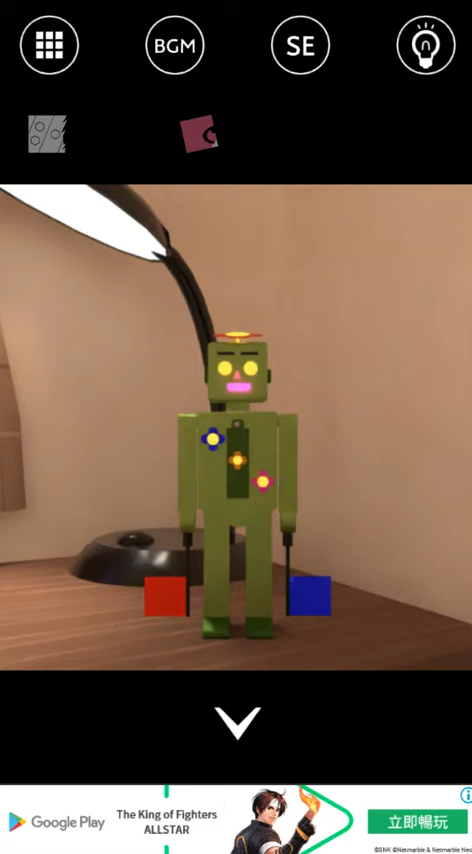 BGM
SE
Google Play
The King of Fighters
ALLSTAR
立即暢玩
©SNK ©Netmarble & Netmarble Neo